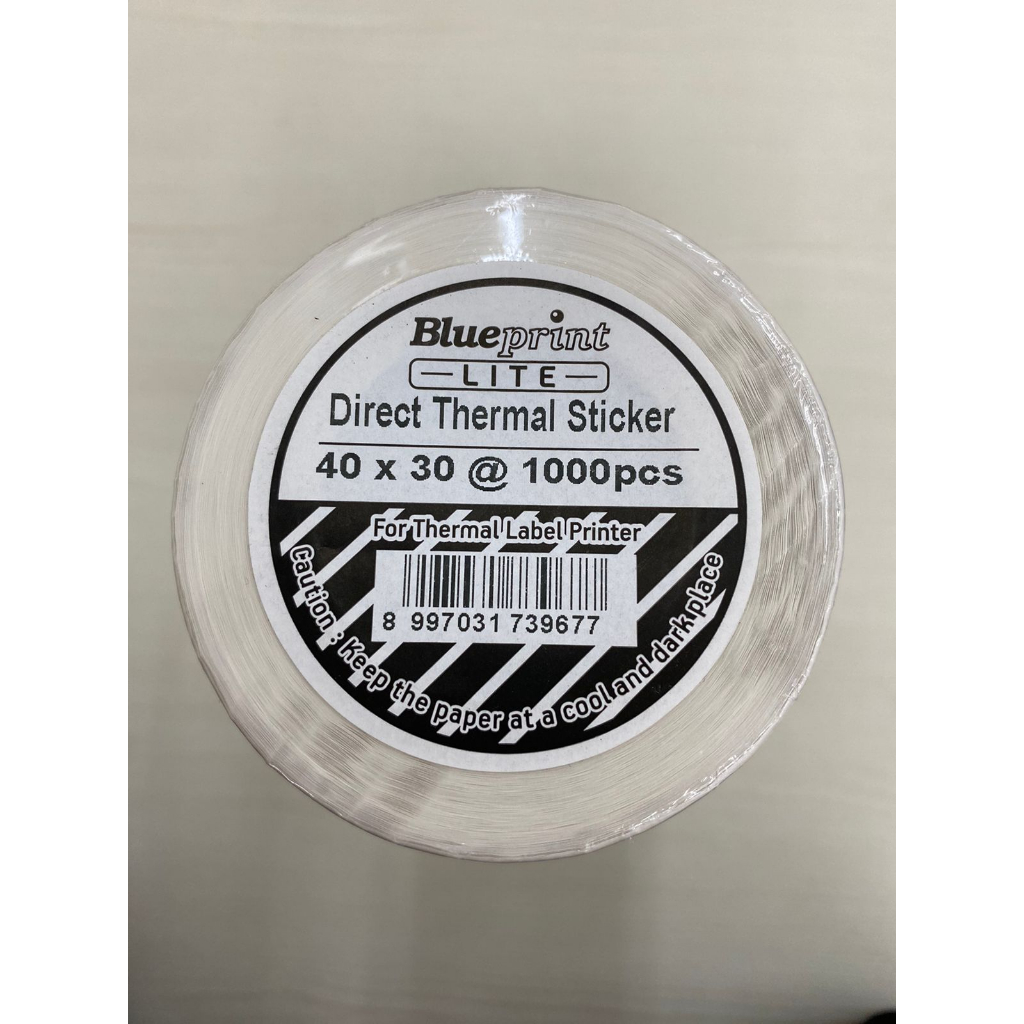 Blueprint
LITE
Direct Thermal Sticker
40 x 30 @ 1000pcs
For Thermal Label Printer
8 997031 739677
Caution : Keep the paper at a cool and dark place